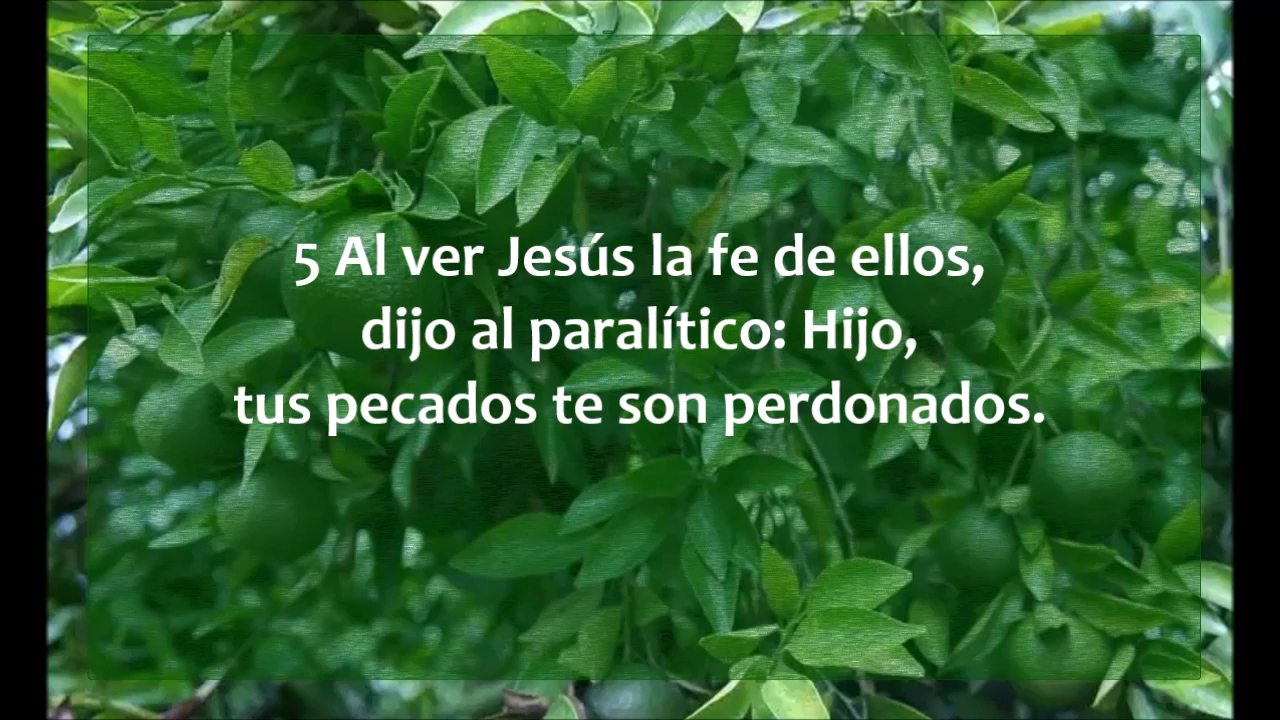 5 Al ver Jesús la fe de ellos,
dijo al paralítico: Hijo,
tus pecados te son perdonados.